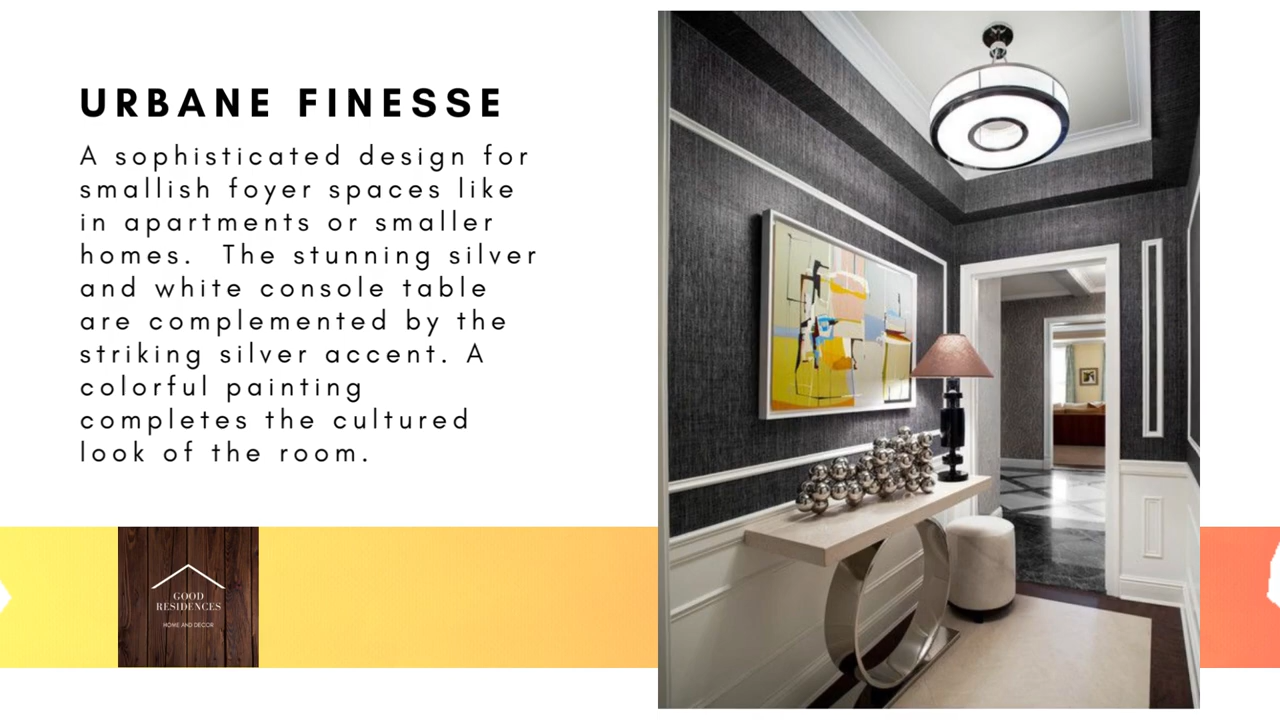 URBANE FINESSE
A sophisticated design for
smallish foyer spaces like
in apartments or smaller
homes.  The stunning silver
and white console table
are complemented by the
striking silver accent. A
colorful painting
completes the cultured
look of the room.
GOOD
RESIDENCES
HOME AND DECOR